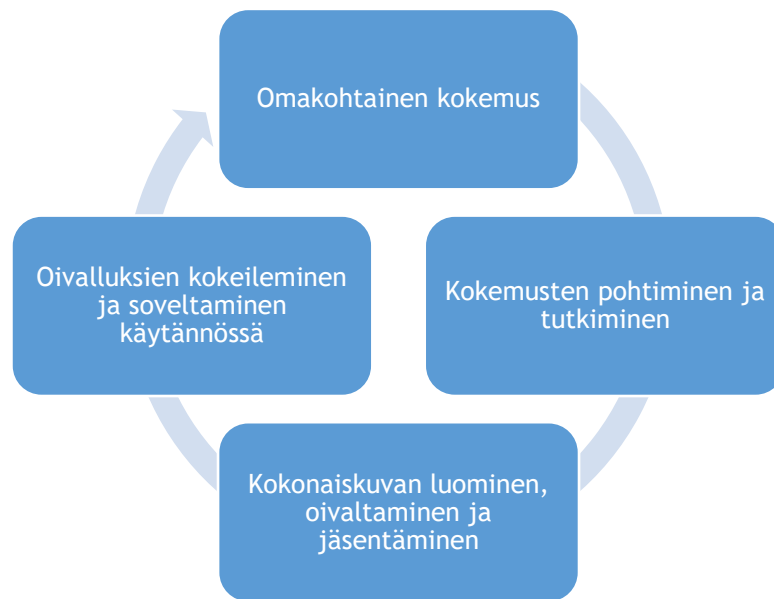 Omakohtainen kokemus
Kokemusten pohtiminen ja
tutkiminen
Kokonaiskuvan luominen,
oivaltaminen ja
jäsentäminen
Oivalluksien kokeileminen
ja soveltaminen
käytännössä